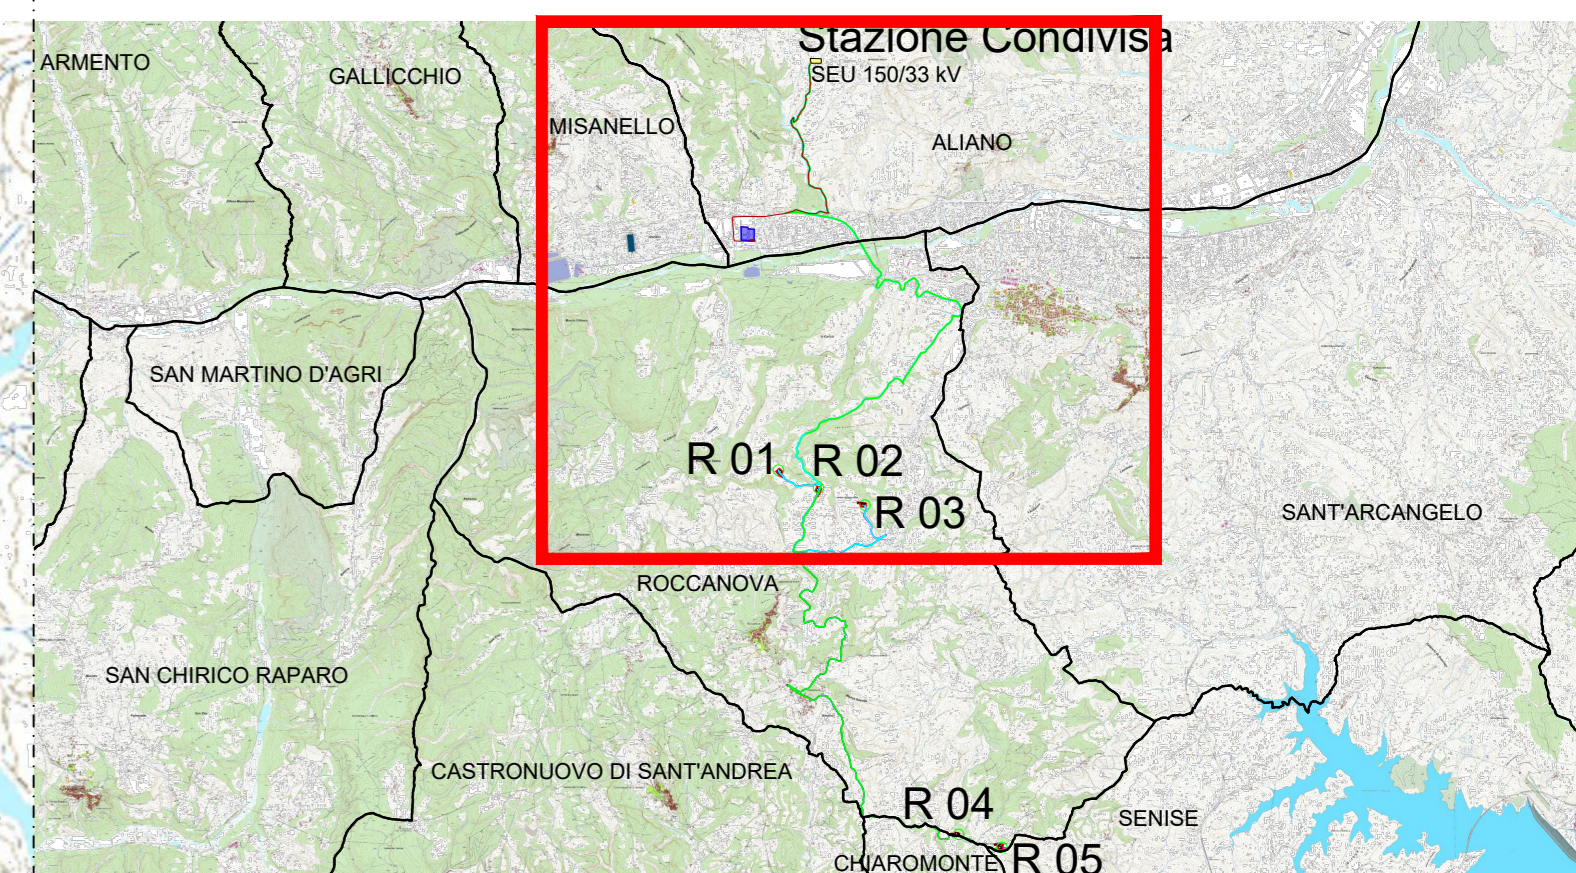 Stazione Condivisa
SEU 150/33 kV
ARMENTO
GALLICCHIO
MISANELLO
ALIANO
SAN MARTINO D'AGRI
R 01
R 02
R 03
SANT'ARCANGELO
ROCCANOVA
SAN CHIRICO RAPARO
CASTRONUOVO DI SANT'ANDREA
R 04
SENISE
CHIAROMONTE
R 05